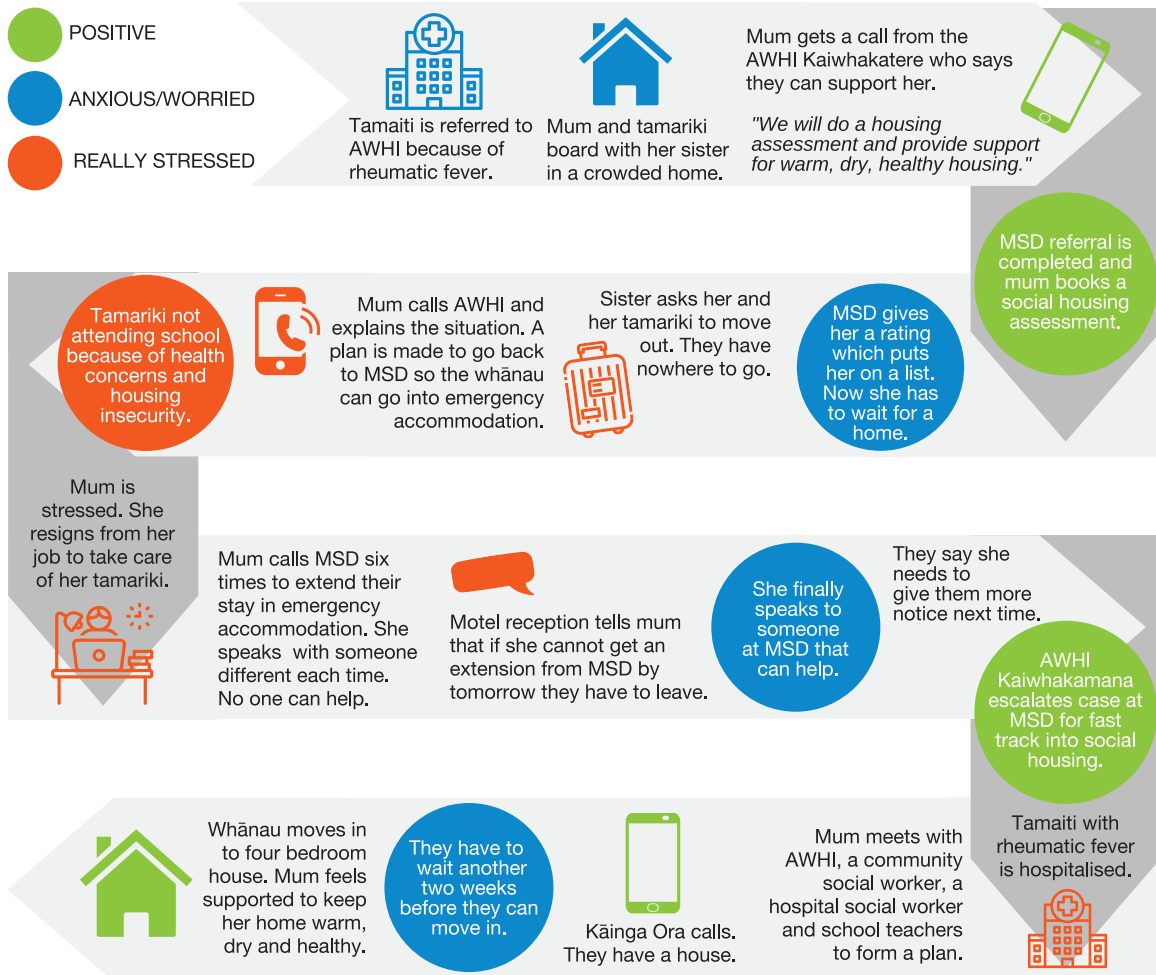 POSITIVE
ANXIOUS/WORRIED
REALLY STRESSED
Tamaiti is referred to
AWHI because of
rheumatic fever.
Mum and tamariki
board with her sister
in a crowded home.
Mum gets a call from the
AWHI Kaiwhakatere who says
they can support her.
"We will do a housing
assessment and provide support
for warm, dry, healthy housing."
MSD referral is
completed and
mum books a
social housing
assessment.
MSD gives
her a rating
which puts
her on a list.
Now she has
to wait for a
home.
Sister asks her and
her tamariki to move
out. They have
nowhere to go.
Mum calls AWHI and
explains the situation. A
plan is made to go back
to MSD so the whānau
can go into emergency
accommodation.
Tamariki not
attending school
because of health
concerns and
housing
insecurity.
Mum is
stressed. She
resigns from her
job to take care
of her tamariki.
Mum calls MSD six
times to extend their
stay in emergency
accommodation. She
speaks with someone
different each time.
No one can help.
Motel reception tells mum
that if she cannot get an
extension from MSD by
tomorrow they have to leave.
She finally
speaks to
someone
at MSD that
can help.
They say she
needs to
give them more
notice next time.
AWHI
Kaiwhakamana
escalates case at
MSD for fast
track into social
housing.
Tamaiti with
rheumatic fever
is hospitalised.
Mum meets with
AWHI, a community
social worker, a
hospital social worker
and school teachers
to form a plan.
Kāinga Ora calls.
They have a house.
They have to
wait another
two weeks
before they can
move in.
Whānau moves in
to four bedroom
house. Mum feels
supported to keep
her home warm,
dry and healthy.